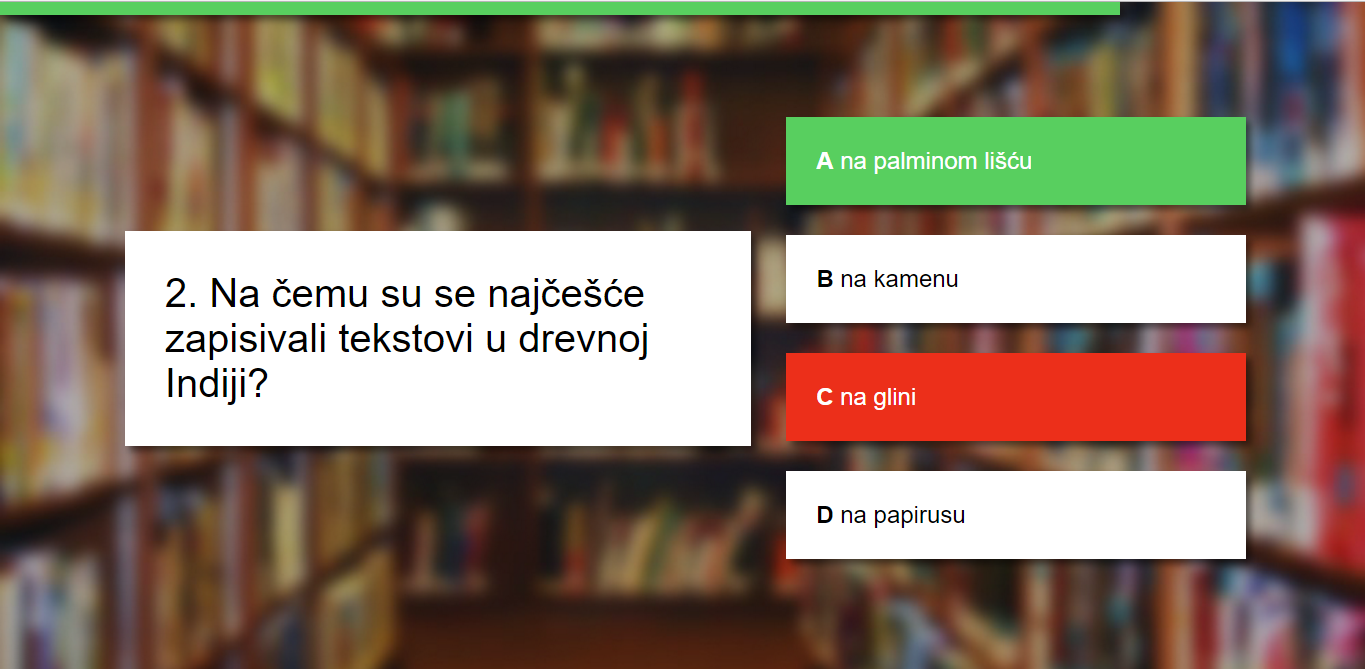 2. Na čemu su se najčešće
zapisivali tekstovi u drevnoj
Indiji?
A na palminom lišću
B na kamenu
C na glini
D na papirusu